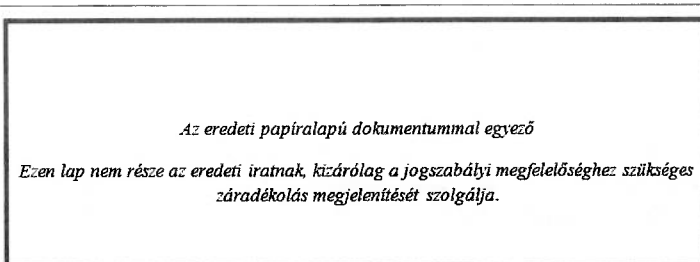 Az eredeti papíralapú dokumentummal egyező
Ezen lap nem része az eredeti iratnak, kizárólag a jogszabályi megfelelőséghez szükséges
záradékolás megjelenítését szolgálja.